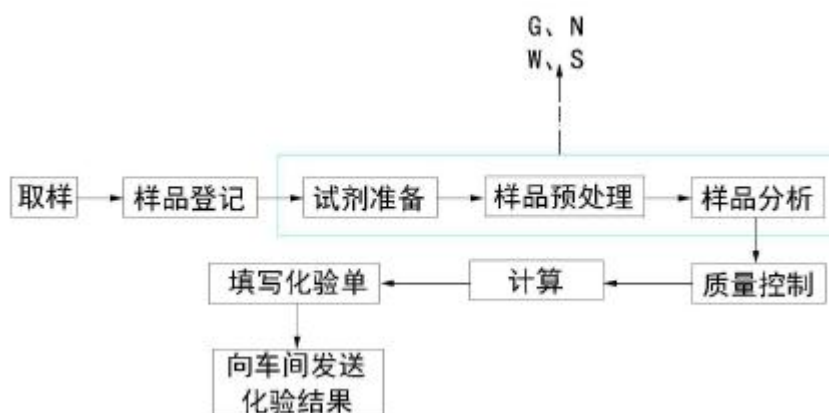 G、N
W、S
取样
样品登记
试剂准备
样品预处理
样品分析
填写化验单
计算
质量控制
向车间发送
化验结果